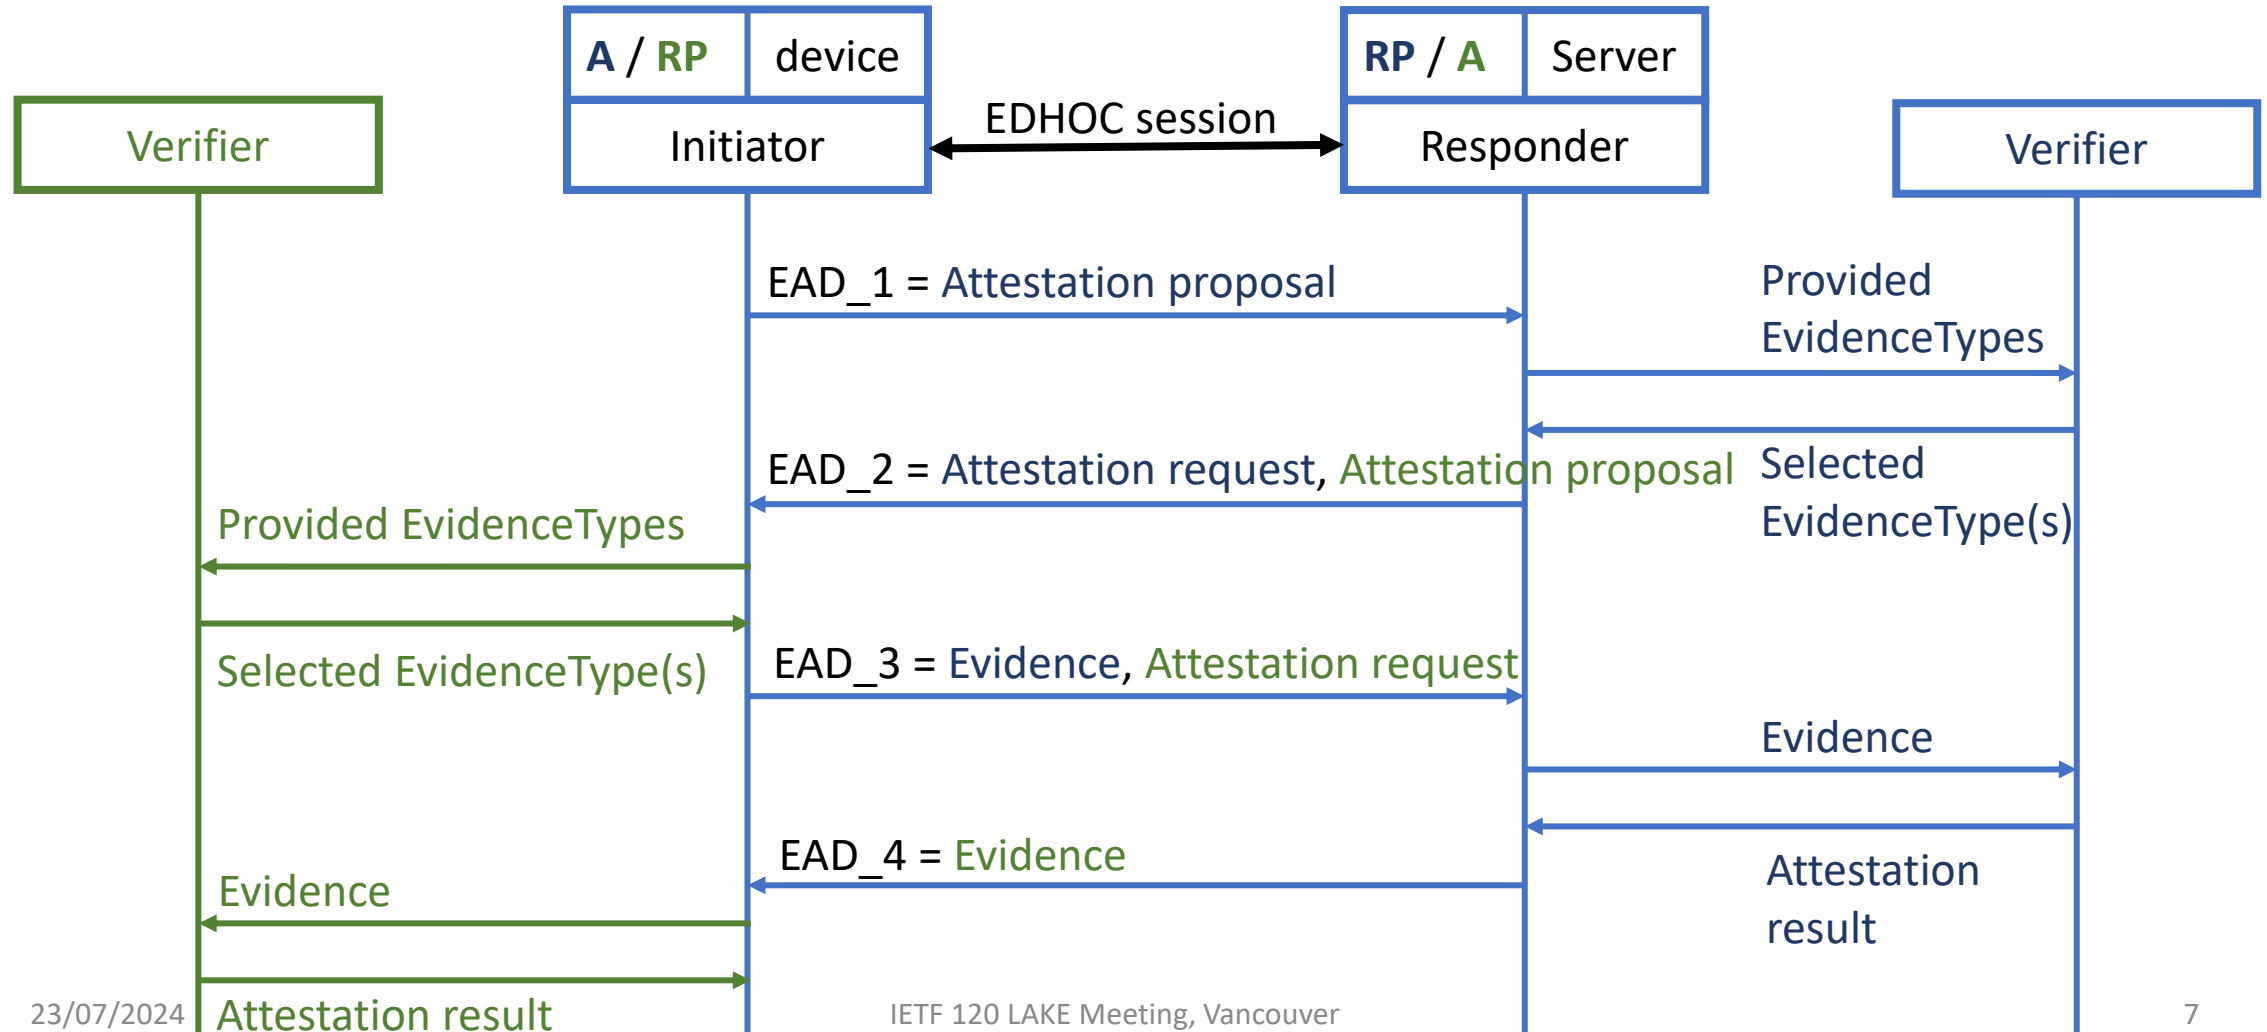 A / RP
device
RP / A
Server
Verifier
Initiator
EDHOC session
Responder
Verifier
EAD_1 = Attestation proposal
Provided
EvidenceTypes
EAD_2 = Attestation request, Attestation proposal
Selected
EvidenceType(s)
Provided EvidenceTypes
Selected EvidenceType(s)
EAD_3 = Evidence, Attestation request
Evidence
EAD_4 = Evidence
Attestation
result
Evidence
Attestation result
23/07/2024
IETF 120 LAKE Meeting, Vancouver
7